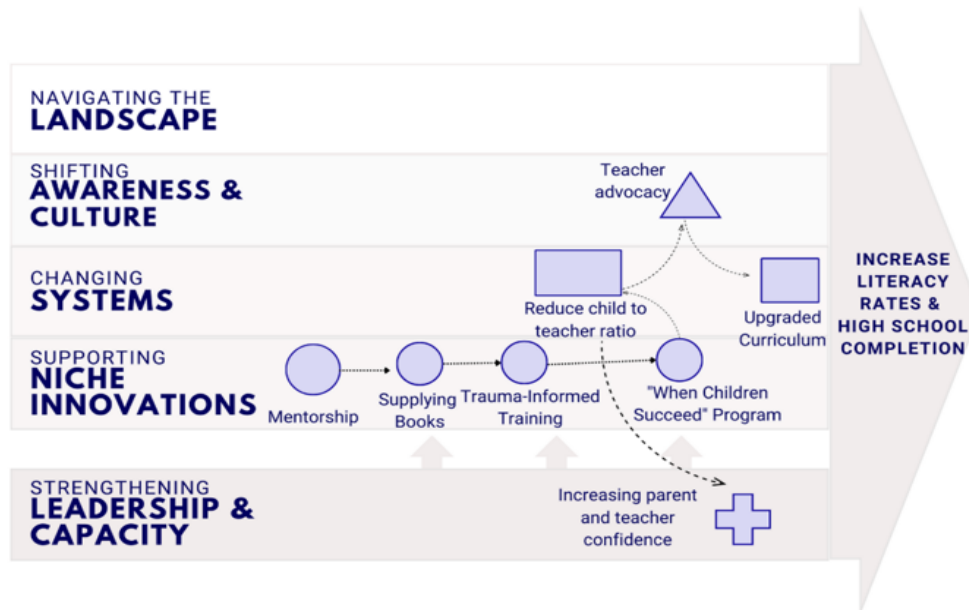 NAVIGATING THE
LANDSCAPE
SHIFTING
AWARENESS &
CULTURE
Teacher
advocacy
CHANGING
SYSTEMS
Reduce child to
teacher ratio
Upgraded
Curriculum
SUPPORTING
NICHE
INNOVATIONS
Mentorship
Supplying
Books
Trauma-Informed
Training
"When Children
Succeed" Program
STRENGTHENING
LEADERSHIP &
CAPACITY
Increasing parent
and teacher
confidence
INCREASE
LITERACY
RATES &
HIGH SCHOOL
COMPLETION